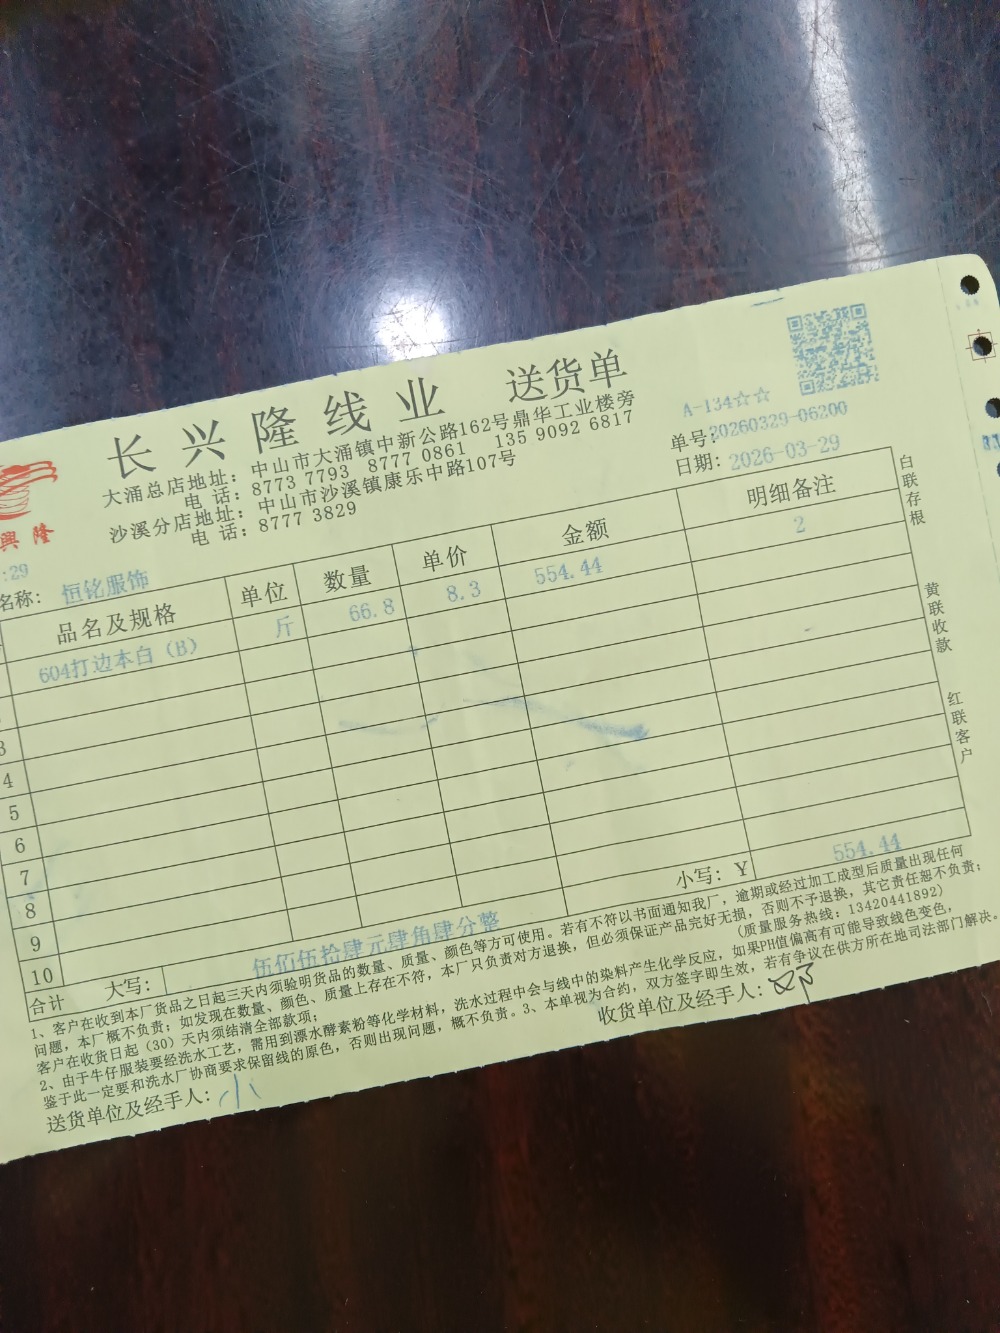 长兴隆线业 送货单
大涌总店地址：中山市大涌镇中新公路162号鼎华工业楼旁
电 话：8773 7793 8777 0861 135 9092 6817
沙溪分店地址：中山市沙溪镇康乐中路107号
电 话：8777 3829
興 隆
A-134☆☆
单号：20260329-06200
日期：2026-03-29
:29
名称：恒铭服饰
品名及规格 单位 数量 单价 金额 明细备注
604打边本白（B） 斤 66.8 8.3 554.44 2
3
4
5
6
7
8
9
10
合计 大写：伍佰伍拾肆元肆角肆分整 小写：￥ 554.44
白联存根
黄联收款
红联客户
1、客户在收到本厂货品之日起三天内须验明货品的数量、质量、颜色等方可使用。若有不符以书面通知我厂，逾期或经过加工成型后质量出现任何
问题，本厂概不负责；如发现在数量、颜色、质量上存在不符，本厂只负责对方退换，但必须保证产品完好无损，否则不予退换，其它责任恕不负责；
客户在收货日起（30）天内须结清全部款项； （质量服务热线：13420441892）
2、由于牛仔服装要经洗水工艺，需用到漂水酵素粉等化学材料，洗水过程中会与线中的染料产生化学反应，如果PH值偏高有可能导致线色变色，
鉴于此一定要和洗水厂协商要求保留线的原色，否则出现问题，概不负责。3、本单视为合约，双方签字即生效，若有争议在供方所在地司法部门解决。
送货单位及经手人：小
收货单位及经手人：